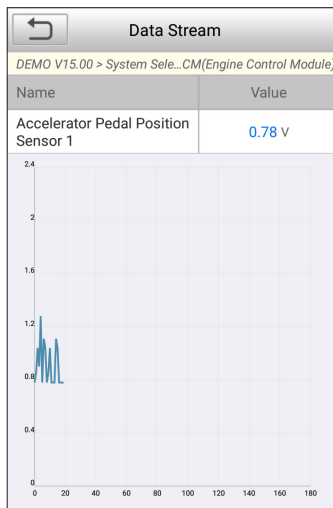 Data Stream
DEMO V15.00 > System Sele...CM(Engine Control Module)
Name Value
Accelerator Pedal Position
Sensor 1
0.78 V
2.4
2
1.6
1.2
0.8
0.4
0
0 20 40 60 80 100 120 140 160 180